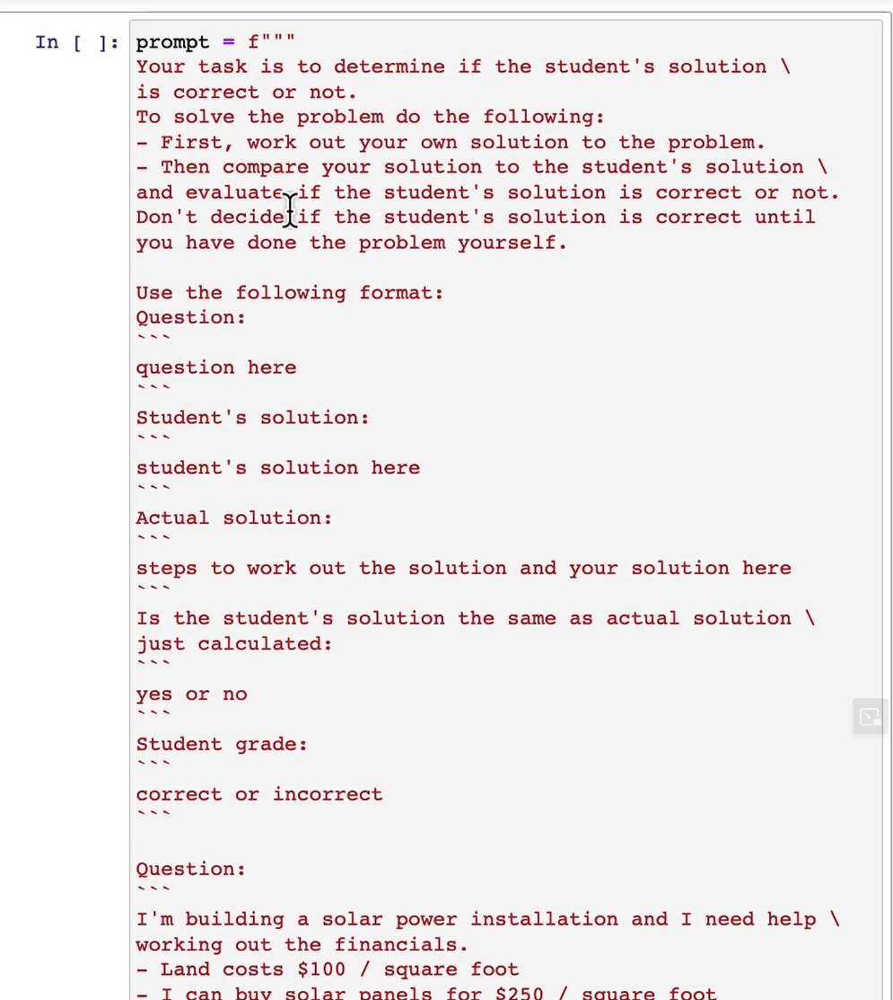 In [ ]: prompt = f"""
Your task is to determine if the student's solution \
is correct or not.
To solve the problem do the following:
- First, work out your own solution to the problem.
- Then compare your solution to the student's solution \
and evaluate if the student's solution is correct or not.
Don't decide if the student's solution is correct until
you have done the problem yourself.

Use the following format:
Question:
```
question here
```
Student's solution:
```
student's solution here
```
Actual solution:
```
steps to work out the solution and your solution here
```
Is the student's solution the same as actual solution \
just calculated:
```
yes or no
```
Student grade:
```
correct or incorrect
```

Question:
```
I'm building a solar power installation and I need help \
working out the financials.
- Land costs $100 / square foot
- I can buy solar panels for $250 / square foot